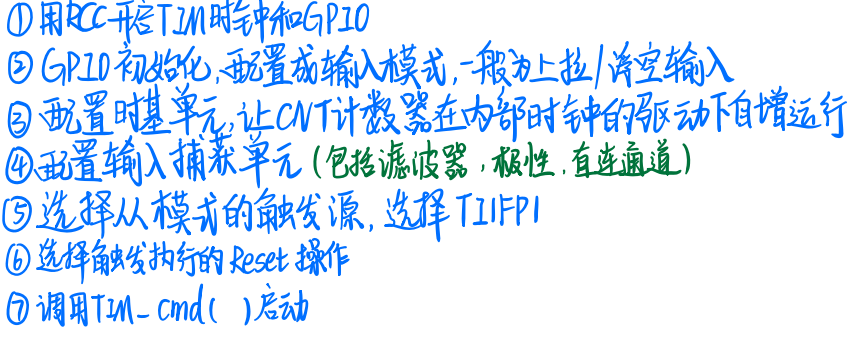 ①用RCC开启TIM时钟和GPIO
②GPIO初始化,配置成输入模式,一般为上拉/浮空输入
③配置时基单元,让CNT计数器在内部时钟的驱动下自增运行
④配置输入捕获单元(包括滤波器,极性,直连通道)
⑤选择从模式的触发源,选择TI1FP1
⑥选择触发执行的Reset操作
⑦调用TIM_cmd( )启动